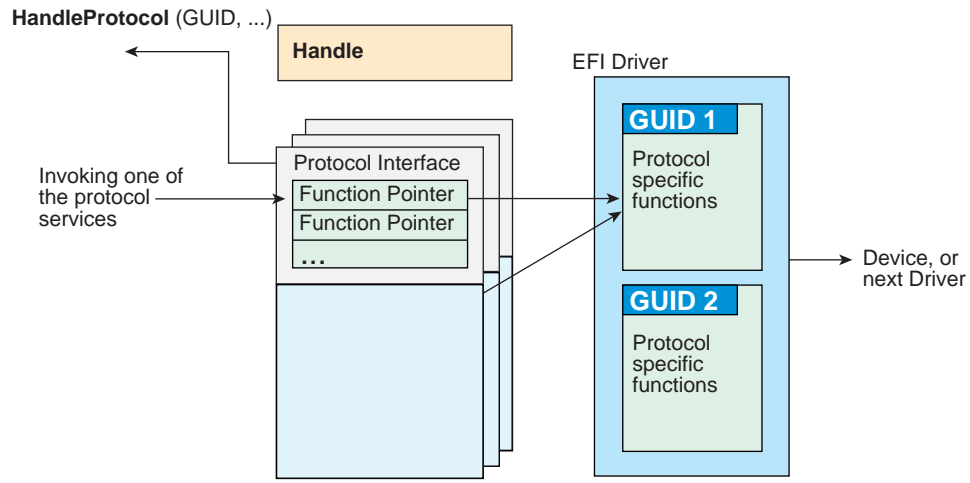 HandleProtocol (GUID, ...)
Handle
EFI Driver
GUID 1
Protocol
specific
functions
Protocol Interface
Invoking one of
the protocol
services
Function Pointer
Function Pointer
...
Device, or
next Driver
GUID 2
Protocol
specific
functions